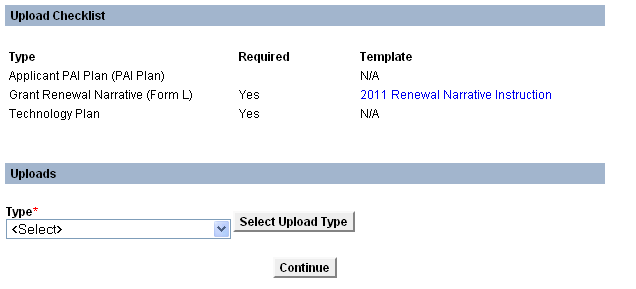 Upload Checklist
Type Required Template
Applicant PAI Plan (PAI Plan) N/A
Grant Renewal Narrative (Form L) Yes 2011 Renewal Narrative Instruction
Technology Plan Yes N/A
Uploads
Type*
<Select> Select Upload Type
Continue